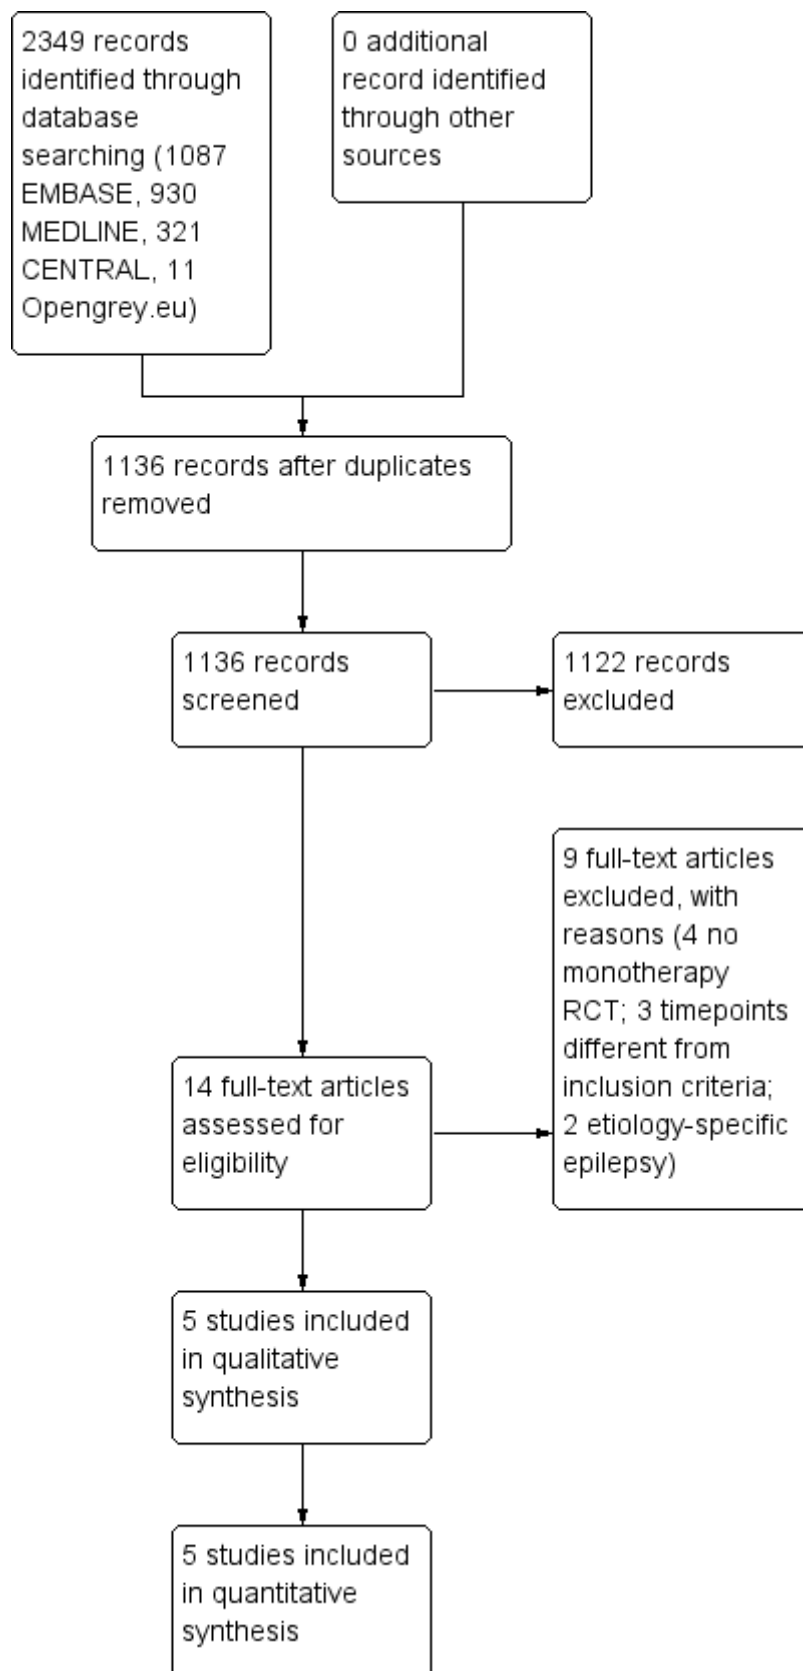 2349 records
identified through
database
searching (1087
EMBASE, 930
MEDLINE, 321
CENTRAL, 11
Opengrey.eu)
0 additional
record identified
through other
sources
1136 records after duplicates
removed
1136 records
screened
1122 records
excluded
9 full-text articles
excluded, with
reasons (4 no
monotherapy
RCT; 3 timepoints
different from
inclusion criteria;
2 etiology-specific
epilepsy)
14 full-text articles
assessed for
eligibility
5 studies included
in qualitative
synthesis
5 studies included
in quantitative
synthesis